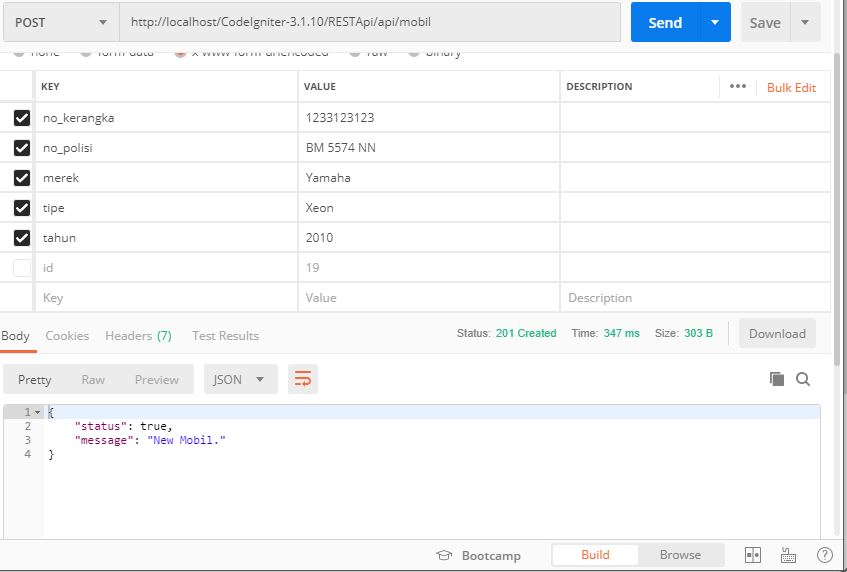 POST http://localhost/CodeIgniter-3.1.10/RESTApi/api/mobil Send Save
none form-data x-www-form-urlencoded raw binary
KEY VALUE DESCRIPTION ••• Bulk Edit
no_kerangka 1233123123
no_polisi BM 5574 NN
merek Yamaha
tipe Xeon
tahun 2010
id 19
Key Value Description
Body Cookies Headers (7) Test Results Status: 201 Created Time: 347 ms Size: 303 B Download
Pretty Raw Preview JSON
1 {
2 "status": true,
3 "message": "New Mobil."
4 }
Bootcamp Build Browse ?